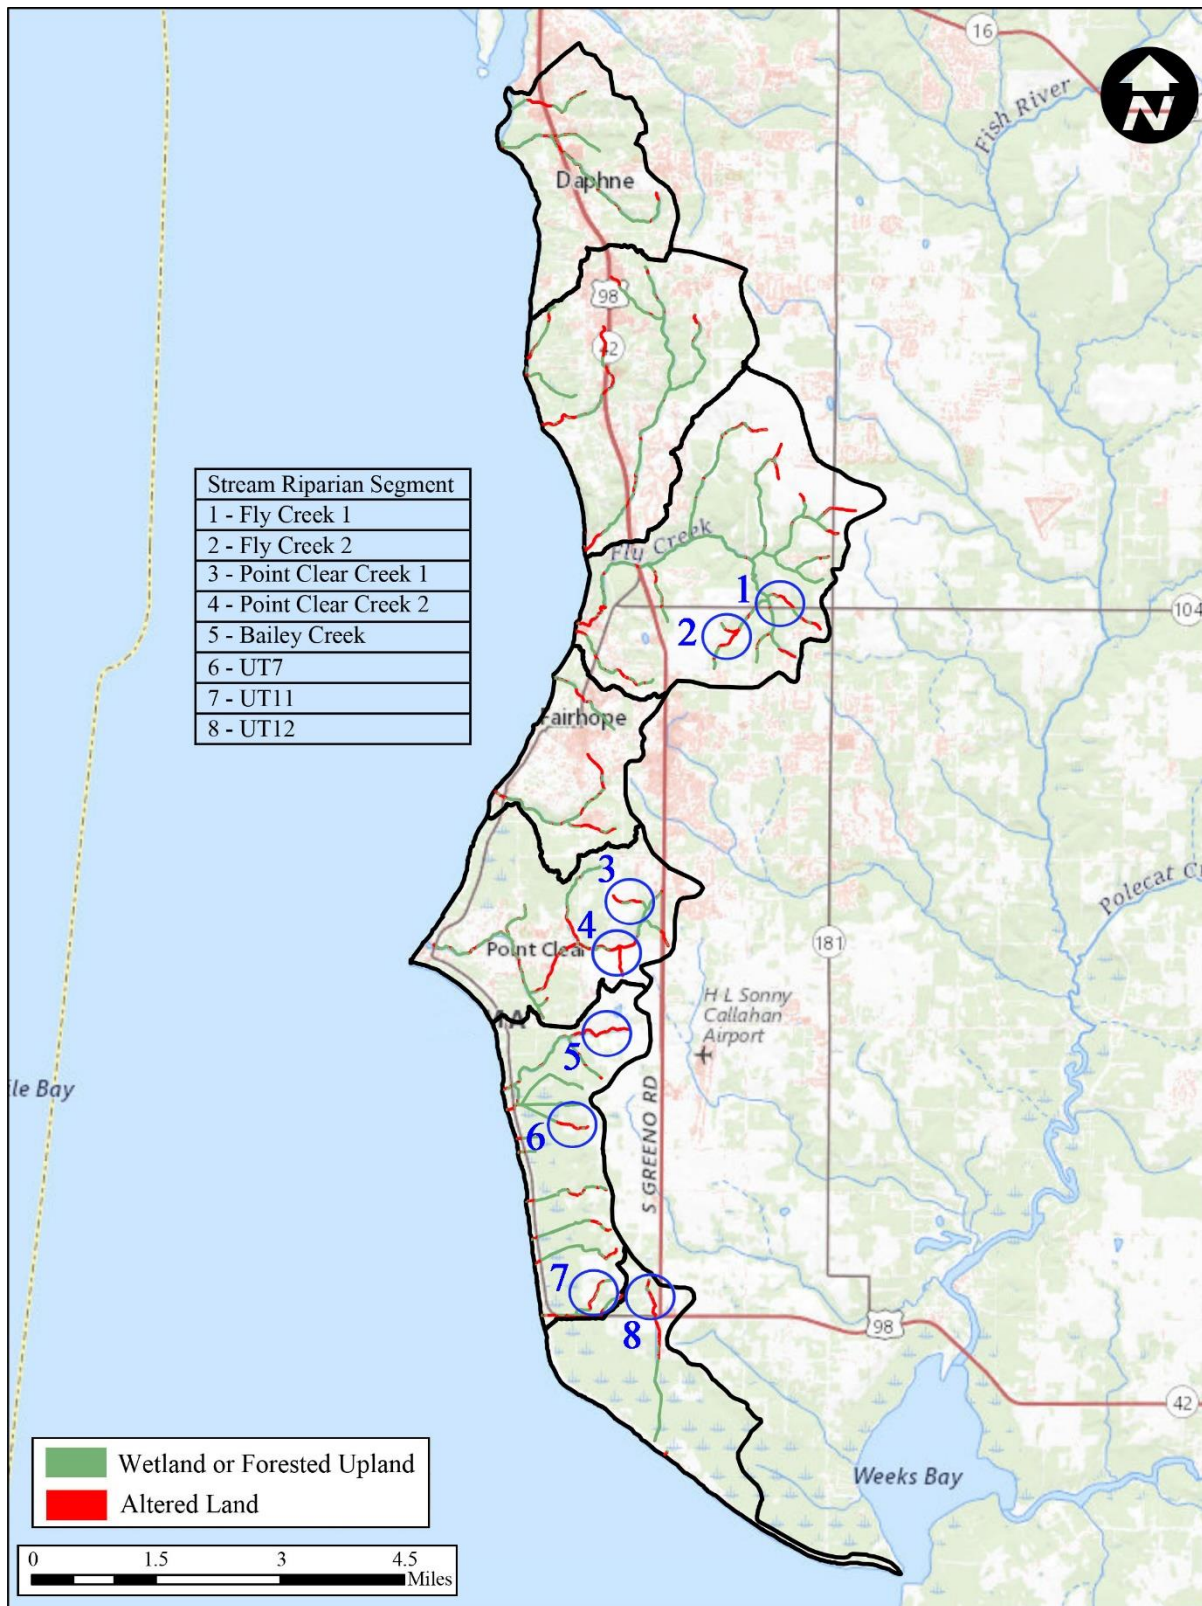 16
N
Fish River
Daphne
98
42
Stream Riparian Segment
1 - Fly Creek 1
2 - Fly Creek 2
3 - Point Clear Creek 1
4 - Point Clear Creek 2
5 - Bailey Creek
6 - UT7
7 - UT11
8 - UT12
Fly Creek
1
104
2
Fairhope
3
Polecat C
4
Point Clear
181
H L Sonny
Callahan
Airport
MA
5
ile Bay
6
S GREENO RD
7
8
98
42
Weeks Bay
Wetland or Forested Upland
Altered Land
0 1.5 3 4.5
Miles